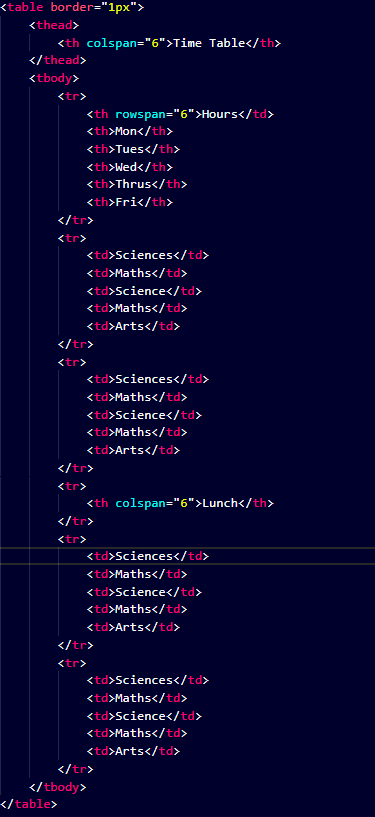 <table border="1px">
<thead>
<th colspan="6">Time Table</th>
</thead>
<tbody>
<tr>
<th rowspan="6">Hours</td>
<th>Mon</th>
<th>Tues</th>
<th>Wed</th>
<th>Thrus</th>
<th>Fri</th>
</tr>
<tr>
<td>Sciences</td>
<td>Maths</td>
<td>Science</td>
<td>Maths</td>
<td>Arts</td>
</tr>
<tr>
<td>Sciences</td>
<td>Maths</td>
<td>Science</td>
<td>Maths</td>
<td>Arts</td>
</tr>
<tr>
<th colspan="6">Lunch</th>
</tr>
<tr>
<td>Sciences</td>
<td>Maths</td>
<td>Science</td>
<td>Maths</td>
<td>Arts</td>
</tr>
<tr>
<td>Sciences</td>
<td>Maths</td>
<td>Science</td>
<td>Maths</td>
<td>Arts</td>
</tr>
</tbody>
</table>